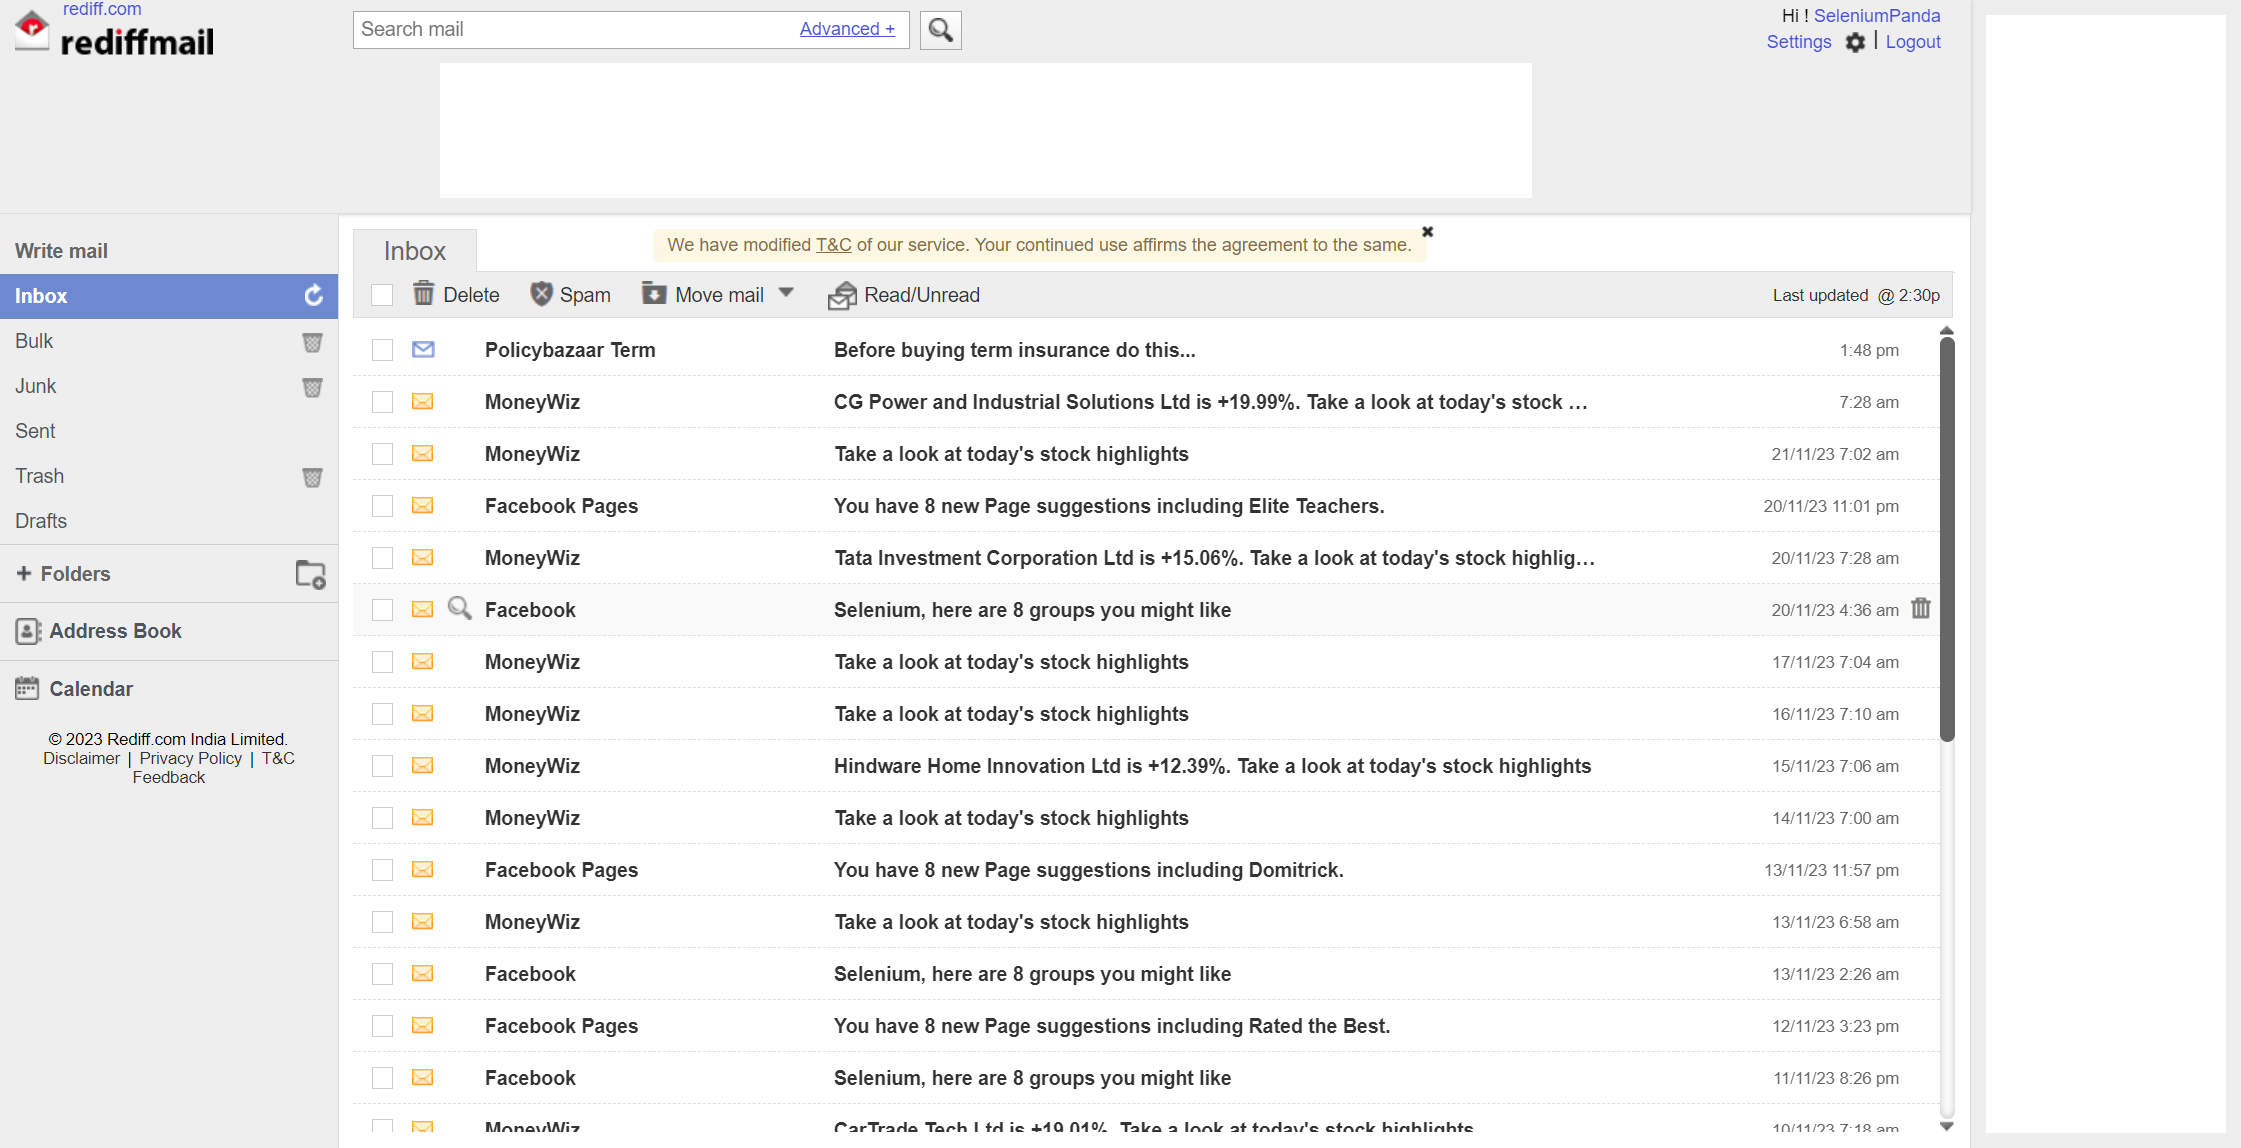 rediff.com
rediffmail
Search mail Advanced +
Hi ! SeleniumPanda
Settings | Logout
Write mail
Inbox
Bulk
Junk
Sent
Trash
Drafts
+ Folders
Address Book
Calendar
© 2023 Rediff.com India Limited.
Disclaimer | Privacy Policy | T&C
Feedback
Inbox
We have modified T&C of our service. Your continued use affirms the agreement to the same.
Delete Spam Move mail Read/Unread Last updated @ 2:30p
Policybazaar Term Before buying term insurance do this... 1:48 pm
MoneyWiz CG Power and Industrial Solutions Ltd is +19.99%. Take a look at today's stock … 7:28 am
MoneyWiz Take a look at today's stock highlights 21/11/23 7:02 am
Facebook Pages You have 8 new Page suggestions including Elite Teachers. 20/11/23 11:01 pm
MoneyWiz Tata Investment Corporation Ltd is +15.06%. Take a look at today's stock highlig… 20/11/23 7:28 am
Facebook Selenium, here are 8 groups you might like 20/11/23 4:36 am
MoneyWiz Take a look at today's stock highlights 17/11/23 7:04 am
MoneyWiz Take a look at today's stock highlights 16/11/23 7:10 am
MoneyWiz Hindware Home Innovation Ltd is +12.39%. Take a look at today's stock highlights 15/11/23 7:06 am
MoneyWiz Take a look at today's stock highlights 14/11/23 7:00 am
Facebook Pages You have 8 new Page suggestions including Domitrick. 13/11/23 11:57 pm
MoneyWiz Take a look at today's stock highlights 13/11/23 6:58 am
Facebook Selenium, here are 8 groups you might like 13/11/23 2:26 am
Facebook Pages You have 8 new Page suggestions including Rated the Best. 12/11/23 3:23 pm
Facebook Selenium, here are 8 groups you might like 11/11/23 8:26 pm
MoneyWiz CarTrade Tech Ltd is +19.01%. Take a look at today's stock highlights 10/11/23 7:18 am